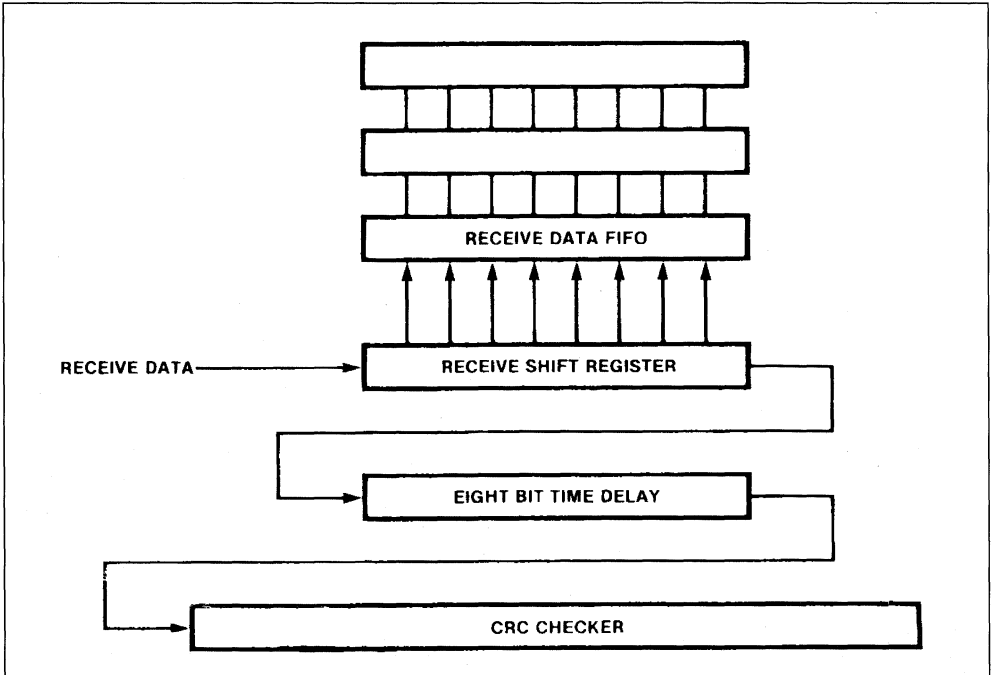 RECEIVE DATA FIFO
RECEIVE DATA
RECEIVE SHIFT REGISTER
EIGHT BIT TIME DELAY
CRC CHECKER